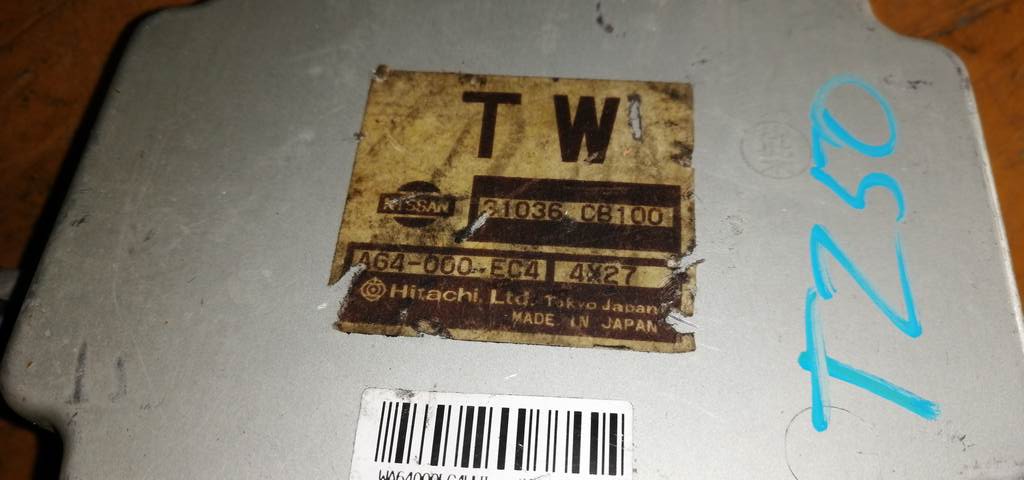 T W
NISSAN
31036 CB100
A64-000 EC4 4X27
Hitachi, Ltd. Tokyo Japan
MADE IN JAPAN
TZ50